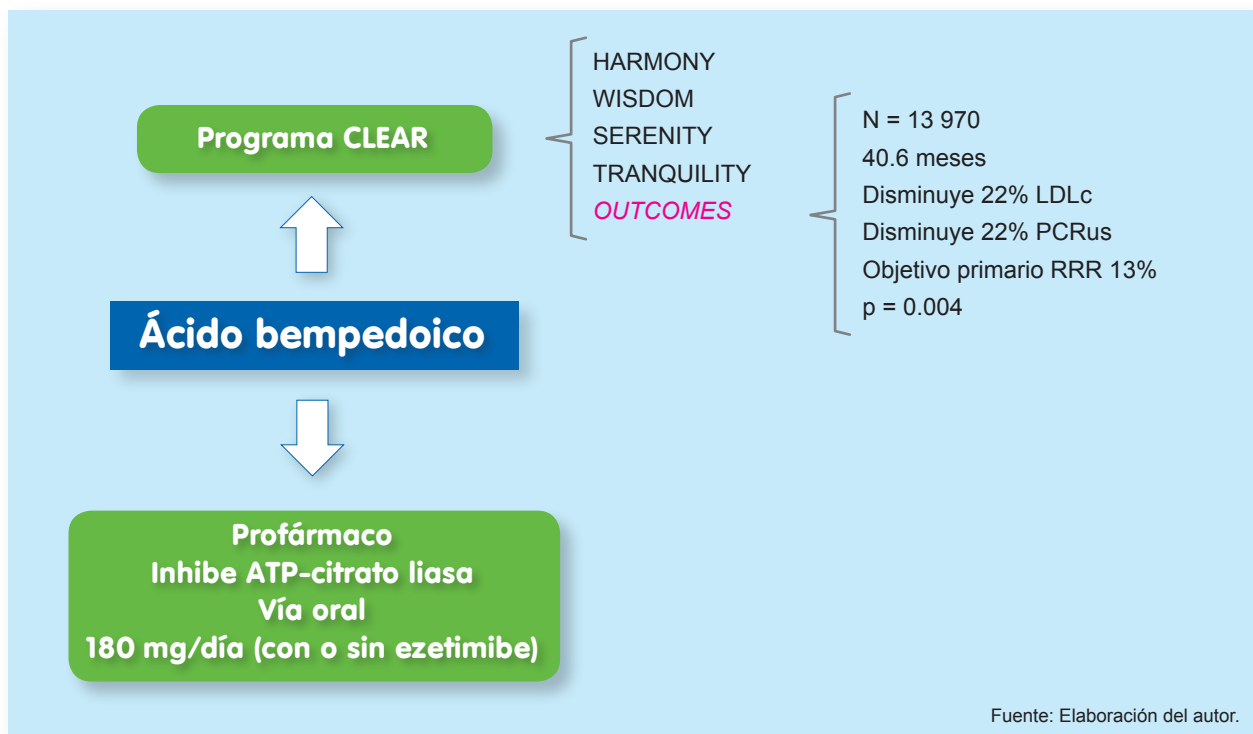 Programa CLEAR
HARMONY
WISDOM
SERENITY
TRANQUILITY
OUTCOMES
N = 13 970
40.6 meses
Disminuye 22% LDLc
Disminuye 22% PCRus
Objetivo primario RRR 13%
p = 0.004
Ácido bempedoico
Profármaco
Inhibe ATP-citrato liasa
Vía oral
180 mg/día (con o sin ezetimibe)
Fuente: Elaboración del autor.